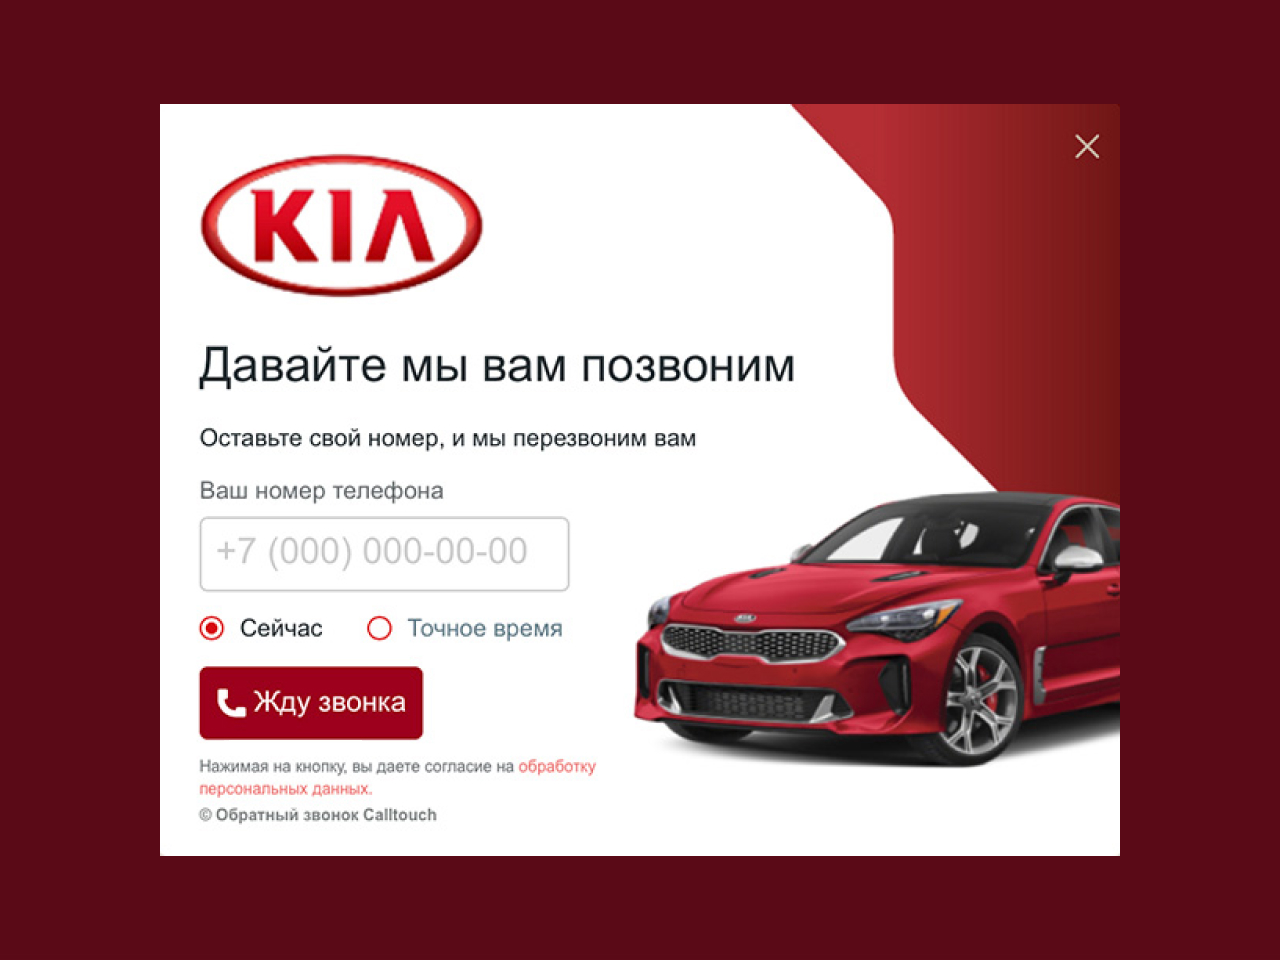 KIA
Давайте мы вам позвоним
Оставьте свой номер, и мы перезвоним вам
Ваш номер телефона
+7 (000) 000-00-00
Сейчас
Точное время
Жду звонка
Нажимая на кнопку, вы даете согласие на обработку
персональных данных.
© Обратный звонок Calltouch
KIA